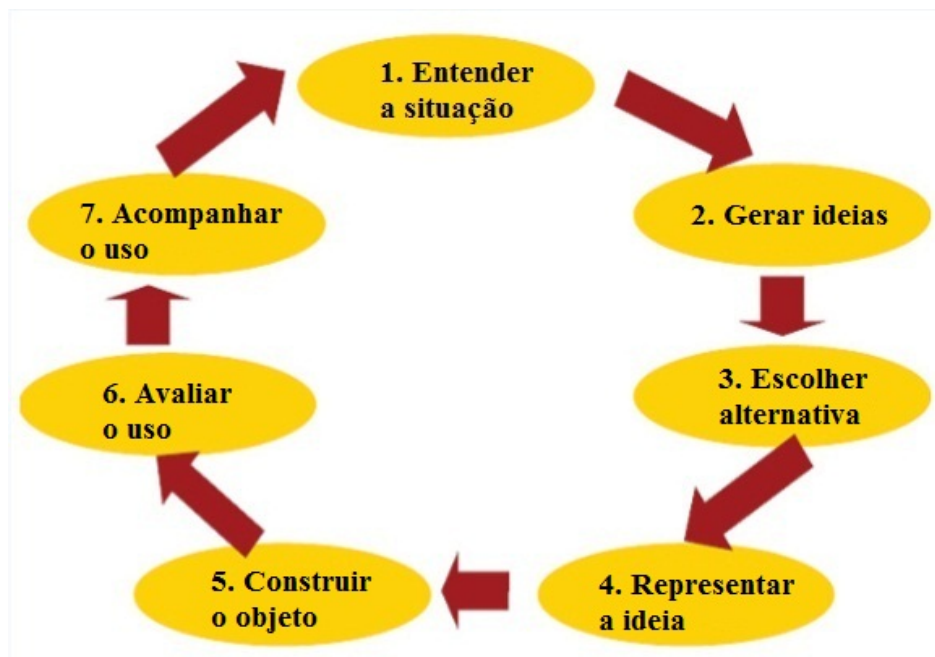 1. Entender
a situação
2. Gerar ideias
3. Escolher
alternativa
4. Representar
a ideia
5. Construir
o objeto
6. Avaliar
o uso
7. Acompanhar
o uso